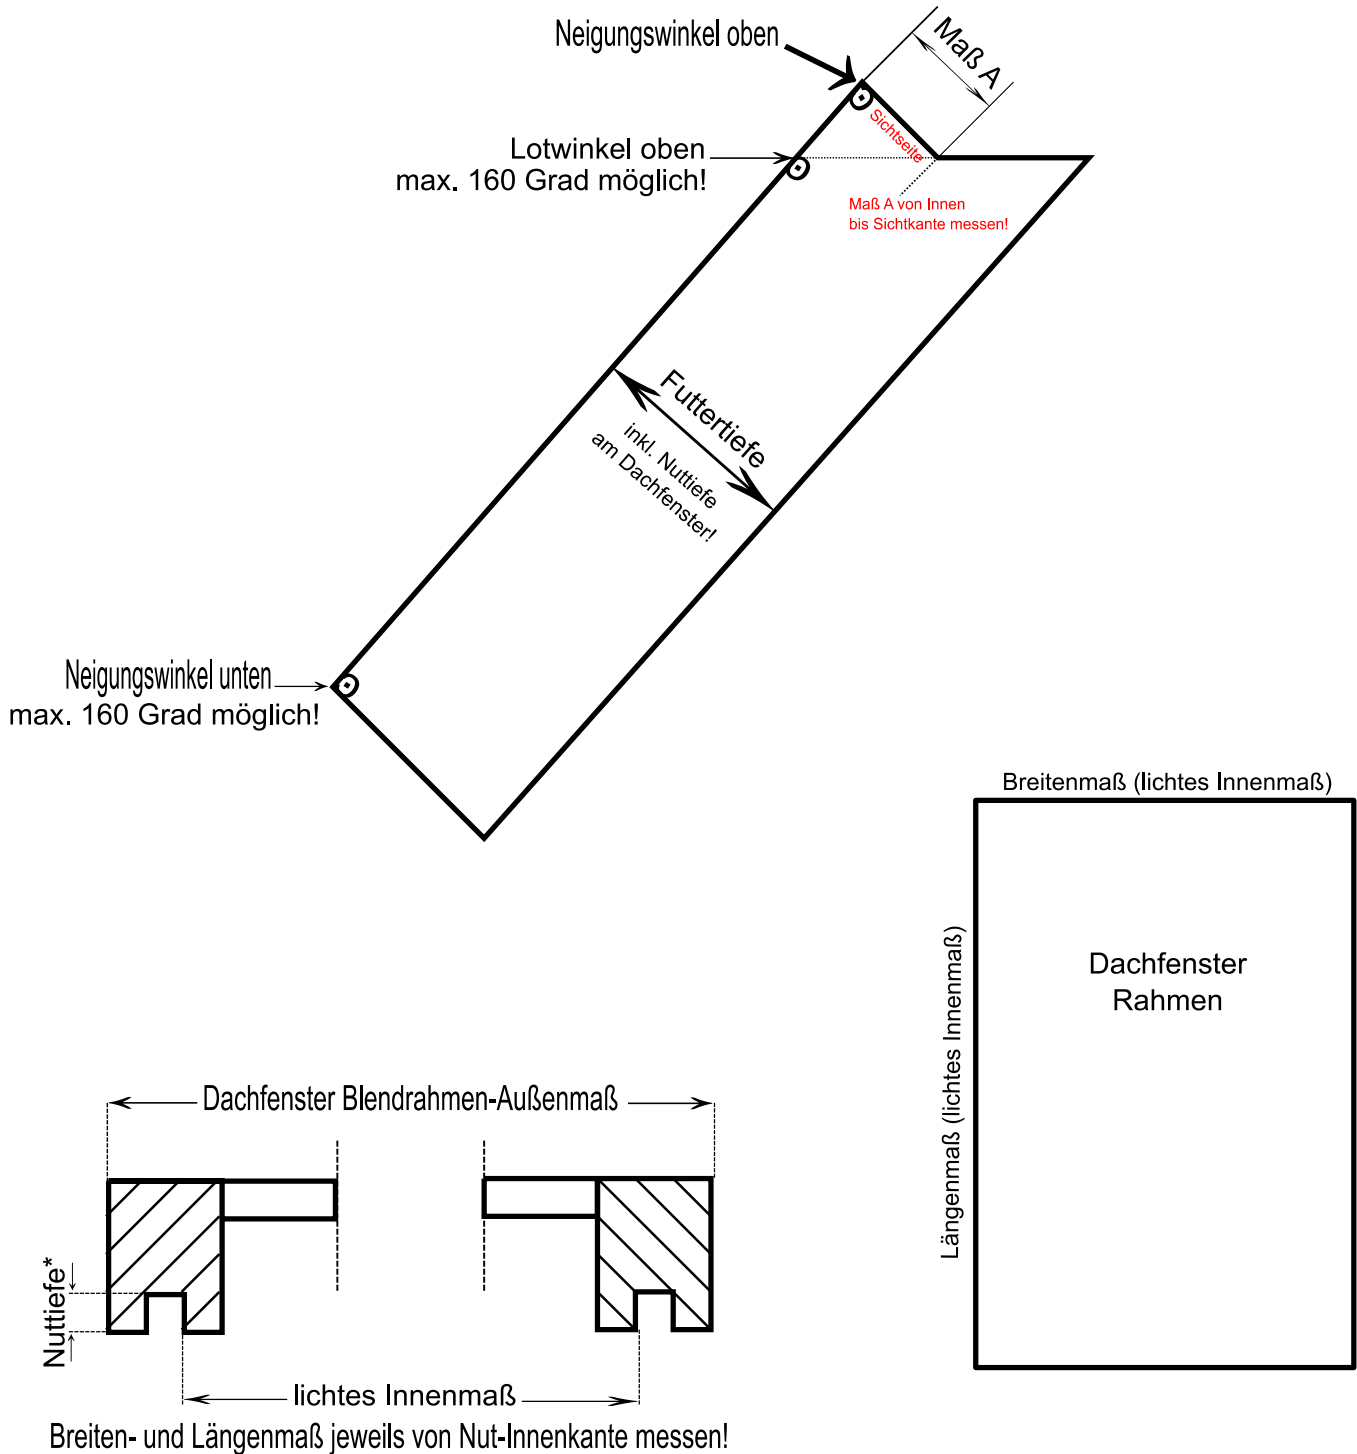 Neigungswinkel oben
Maß A
Sichtseite
Lotwinkel oben
max. 160 Grad möglich!
Maß A von Innen
bis Sichtkante messen!
Futtertiefe
inkl. Nuttiefe
am Dachfenster!
Neigungswinkel unten
max. 160 Grad möglich!
Breitenmaß (lichtes Innenmaß)
Längenmaß (lichtes Innenmaß)
Dachfenster
Rahmen
Dachfenster Blendrahmen-Außenmaß
Nuttiefe*
lichtes Innenmaß
Breiten- und Längenmaß jeweils von Nut-Innenkante messen!